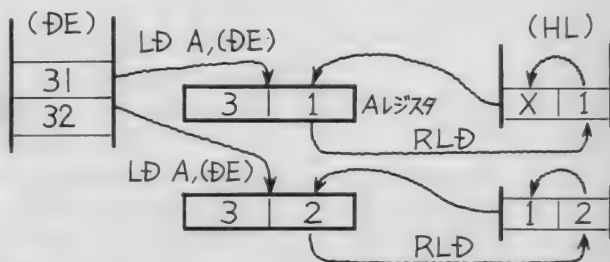 (DE)
LD A,(DE)
(HL)
31
32
3 1
Aレジスタ
X 1
RLD
LD A,(DE)
3 2
1 2
RLD